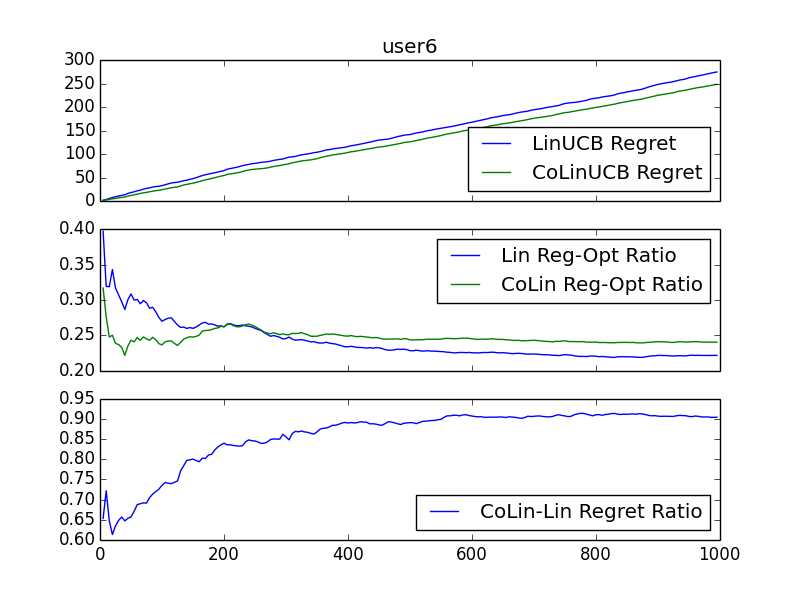 user6
300
250
200
150
100
50
0
LinUCB Regret
CoLinUCB Regret
0.40
0.35
0.30
0.25
0.20
Lin Reg-Opt Ratio
CoLin Reg-Opt Ratio
0.95
0.90
0.85
0.80
0.75
0.70
0.65
0.60
CoLin-Lin Regret Ratio
0 200 400 600 800 1000